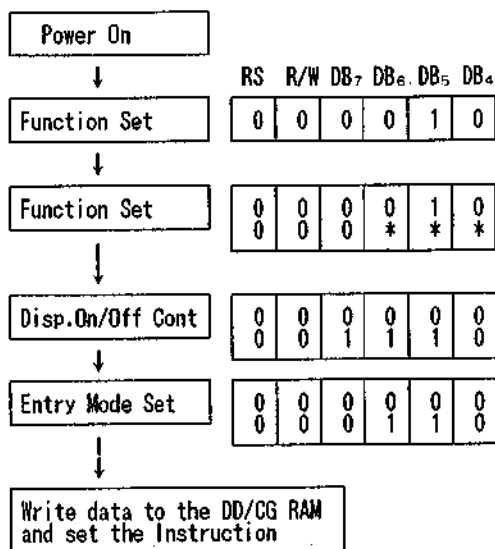 Power On
RS R/W DB₇ DB₆. DB₅ DB₄
Function Set 0 0 0 0 1 0
Function Set 0 0 0 0 1 0
0 0 0 * * *
Disp.On/Off Cont 0 0 0 0 0 0
0 0 1 1 1 0
Entry Mode Set 0 0 0 0 0 0
0 0 0 1 1 0
Write data to the DD/CG RAM
and set the Instruction